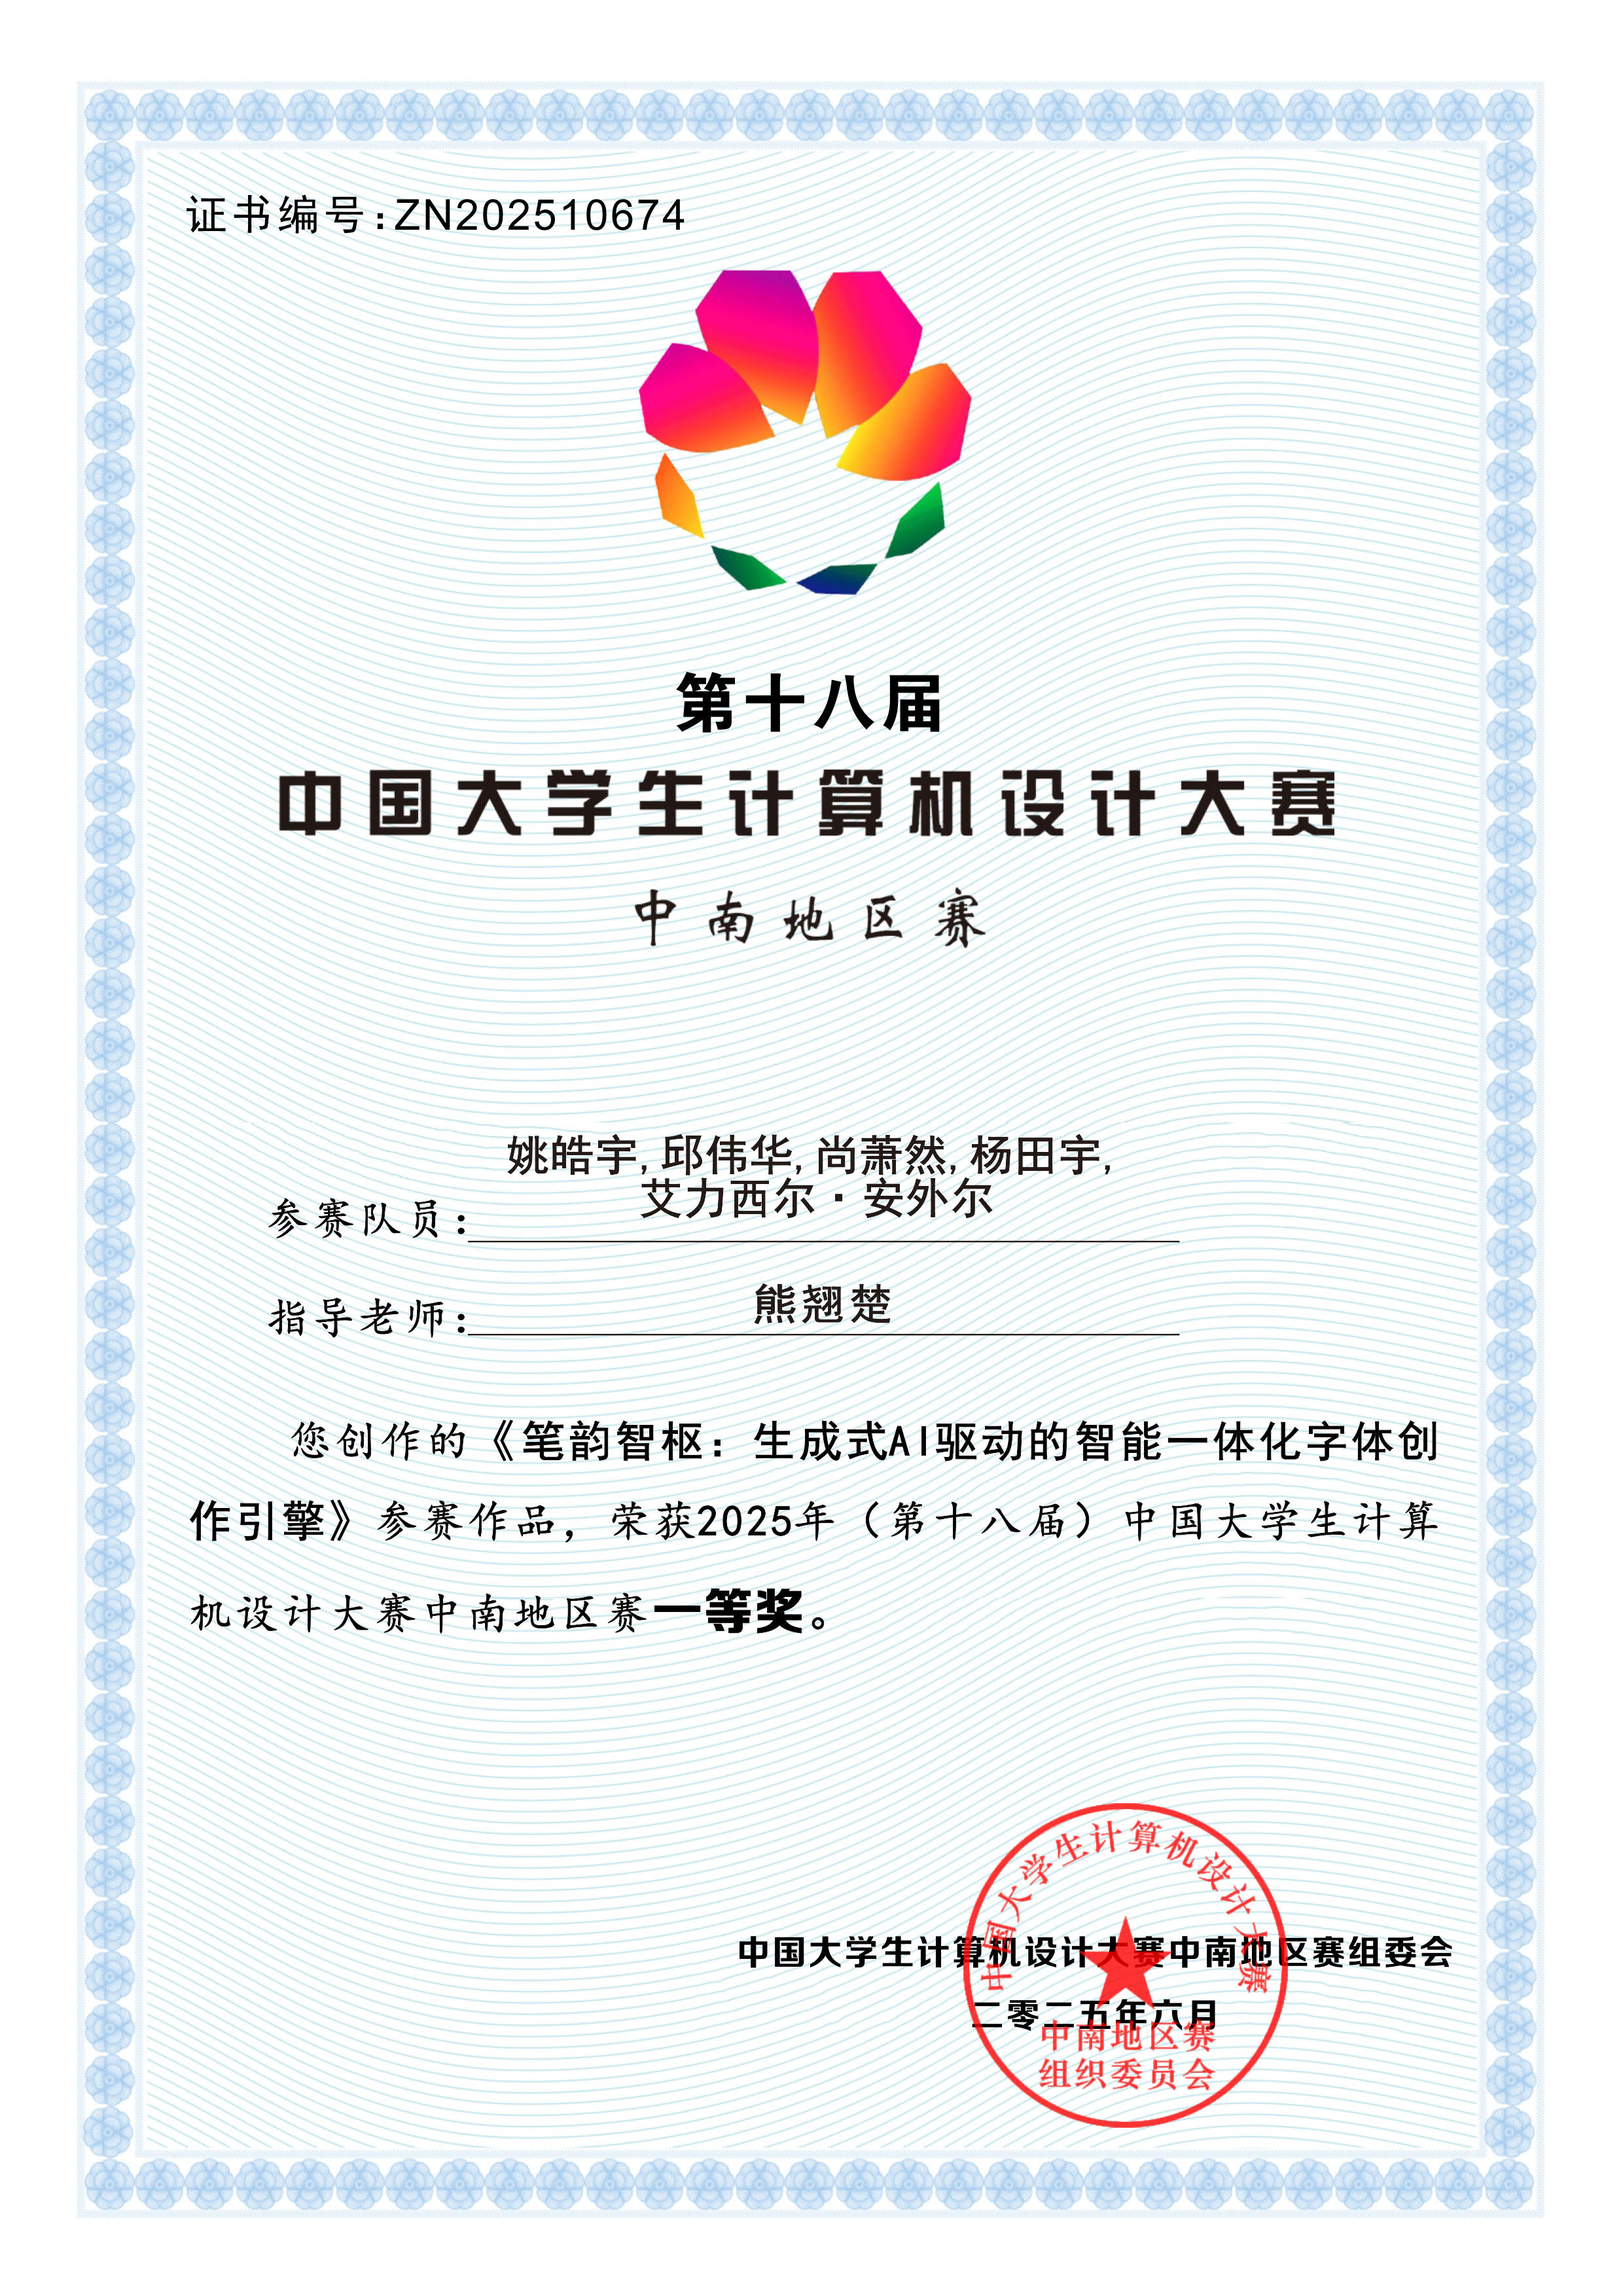 证书编号:ZN202510674
第十八届
中国大学生计算机设计大赛
中南地区赛
姚皓宇,邱伟华,尚萧然,杨田宇,
艾力西尔·安外尔
参赛队员:
熊翘楚
指导老师:
您创作的《笔韵智枢：生成式AI驱动的智能一体化字体创
作引擎》参赛作品，荣获2025年（第十八届）中国大学生计算
机设计大赛中南地区赛一等奖。
中国大学生计算机设计大赛
中国大学生计算机设计大赛中南地区赛组委会
二零二五年六月
中南地区赛
组织委员会